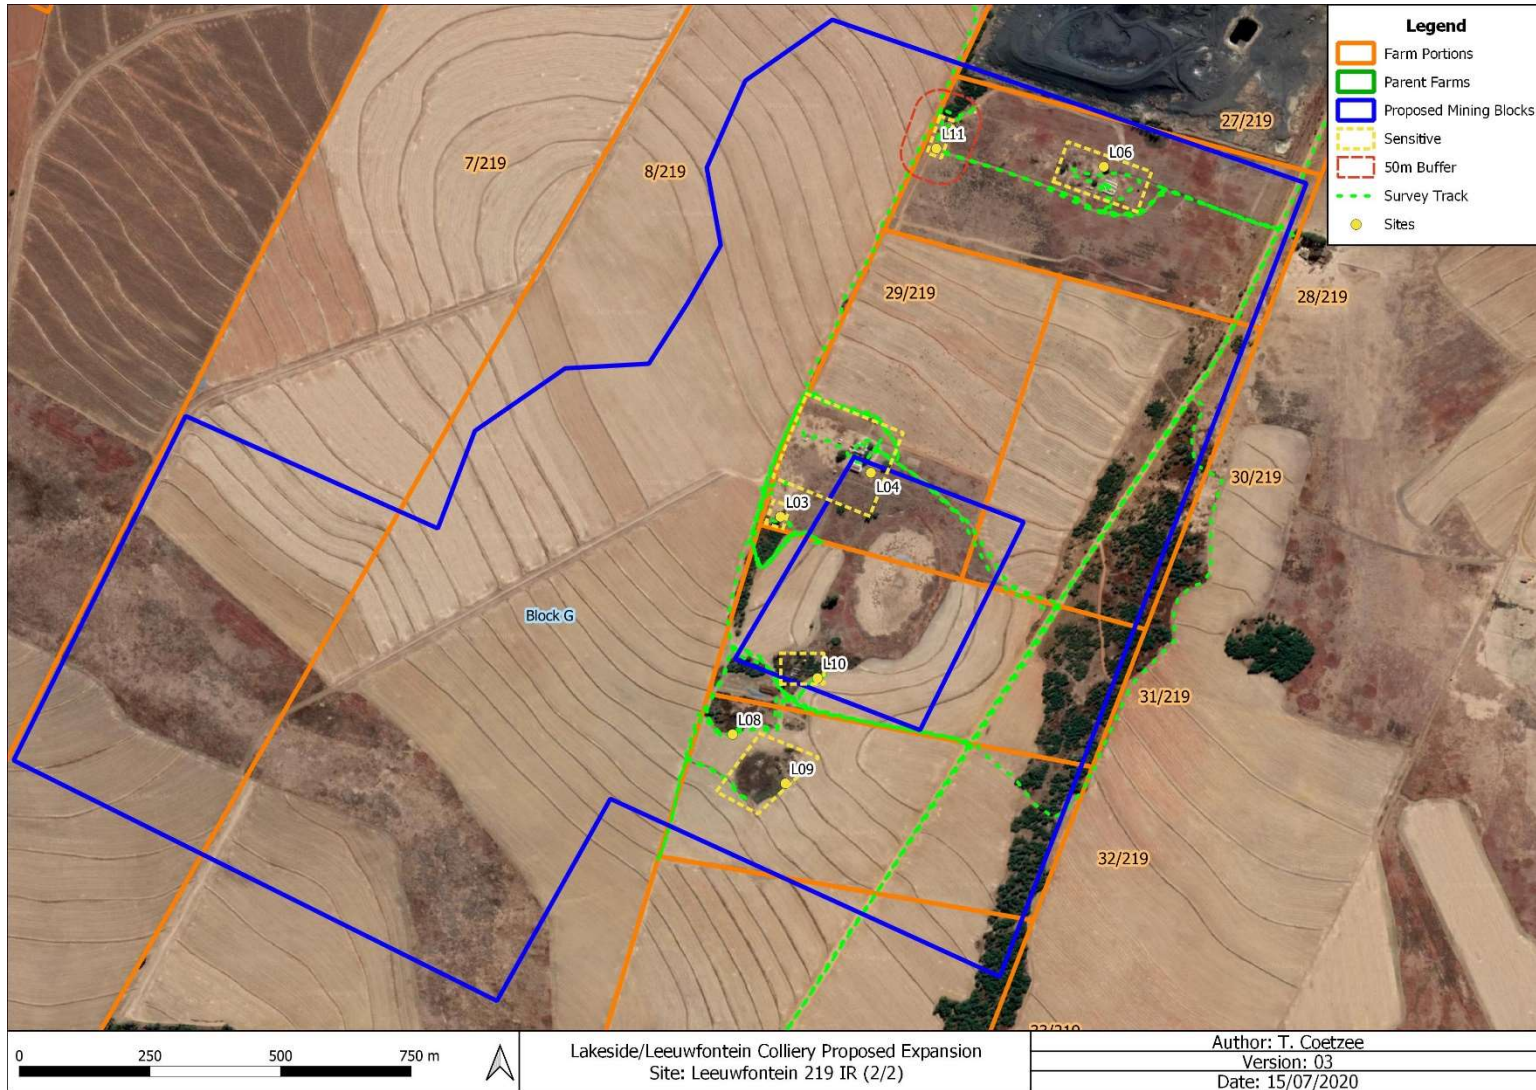 Legend
Farm Portions
Parent Farms
Proposed Mining Blocks
Sensitive
50m Buffer
Survey Track
Sites
27/219
7/219
8/219
L11
L06
29/219
28/219
30/219
L04
L03
Block G
L10
31/219
L08
L09
32/219
33/219
0 250 500 750 m
Lakeside/Leeuwfontein Colliery Proposed Expansion
Site: Leeuwfontein 219 IR (2/2)
Author: T. Coetzee
Version: 03
Date: 15/07/2020